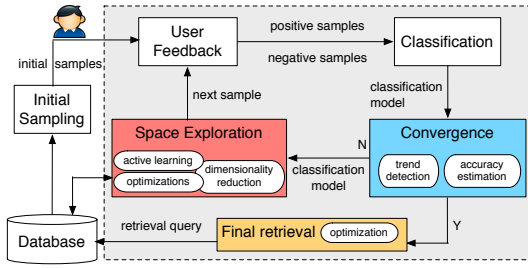 User
Feedback
positive samples
negative samples
Classification
initial samples
Initial
Sampling
next sample
classification
model
Space Exploration
active learning
optimizations
dimensionality
reduction
N
classification
model
Convergence
trend
detection
accuracy
estimation
Y
Database
retrieval query
Final retrieval
optimization